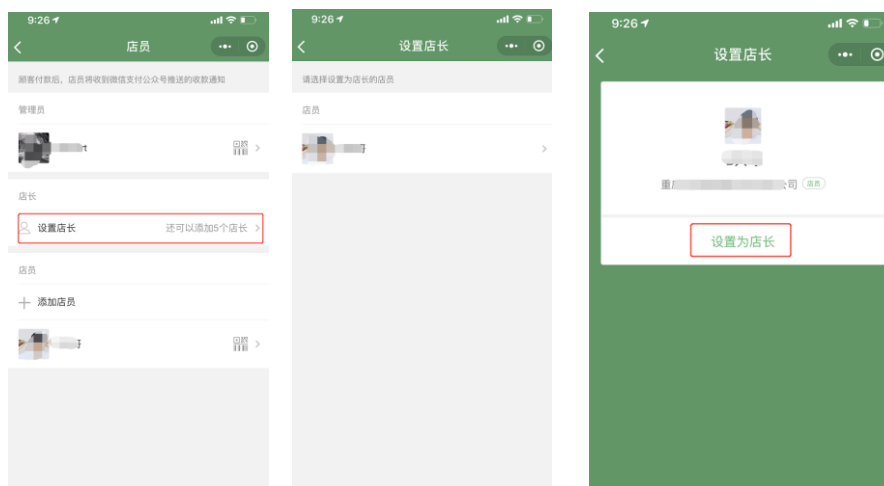 9:26
店员
顾客付款后，店员将收到微信支付公众号推送的收款通知
管理员
t
店长
设置店长
还可以添加5个店长
店员
添加店员
9:26
设置店长
请选择设置为店长的店员
店员
9:26
设置店长
重 司 店员
设置为店长